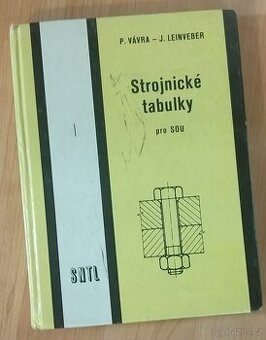 P. VÁVRA – J. LEINVEBER
Strojnické
tabulky
pro SOU
SNTL